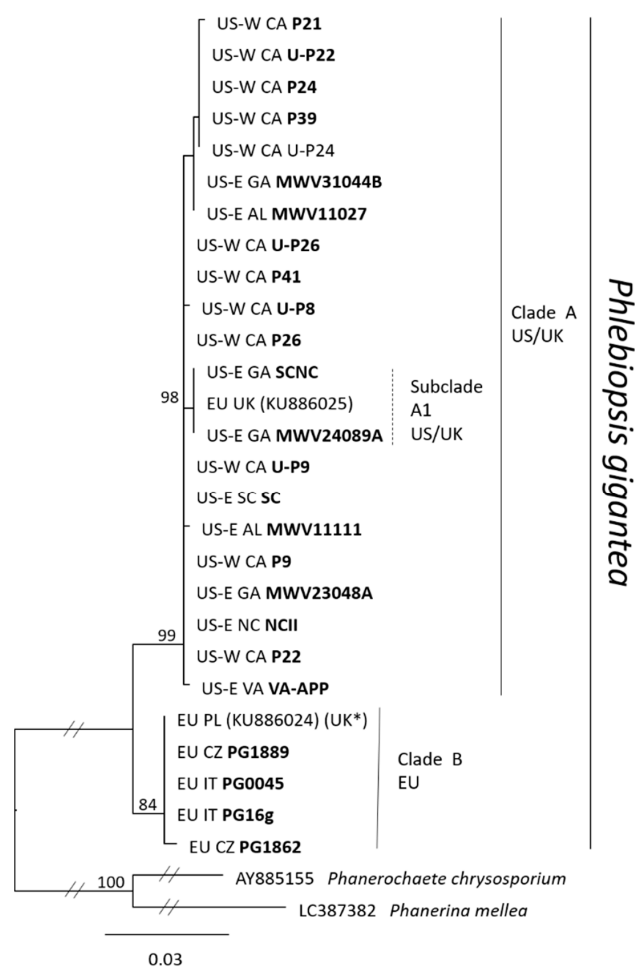 US-W CA P21
US-W CA U-P22
US-W CA P24
US-W CA P39
US-W CA U-P24
US-E GA MWV31044B
US-E AL MWV11027
US-W CA U-P26
US-W CA P41
US-W CA U-P8
US-W CA P26
US-E GA SCNC
EU UK (KU886025)
US-E GA MWV24089A
US-W CA U-P9
US-E SC SC
US-E AL MWV11111
US-W CA P9
US-E GA MWV23048A
US-E NC NCII
US-W CA P22
US-E VA VA-APP
EU PL (KU886024) (UK*)
EU CZ PG1889
EU IT PG0045
EU IT PG16g
EU CZ PG1862
AY885155 Phanerochaete chrysosporium
LC387382 Phanerina mellea
98
99
84
100
0.03
Subclade
A1
US/UK
Clade A
US/UK
Clade B
EU
Phlebiopsis gigantea